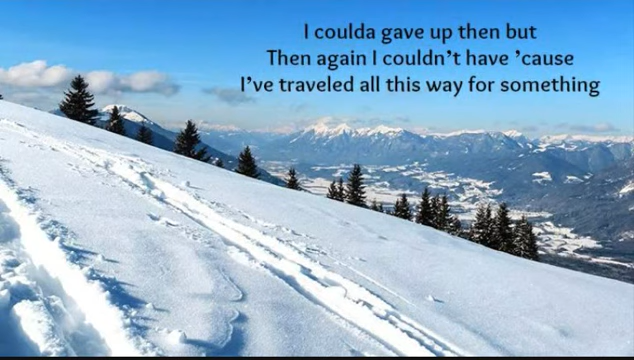 I coulda gave up then but
Then again I couldn't have 'cause
I've traveled all this way for something